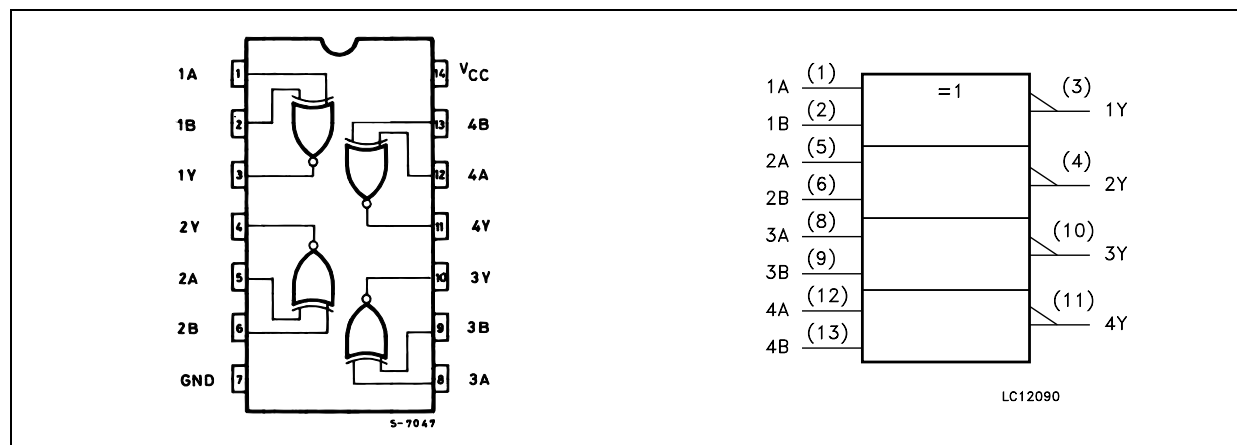 1A 1 14 VCC
1B 2 13 4B
1Y 3 12 4A
2Y 4 11 4Y
2A 5 10 3Y
2B 6 9 3B
GND 7 8 3A
S-7047
1A (1) =1 (3) 1Y
1B (2)
2A (5) (4) 2Y
2B (6)
3A (8) (10) 3Y
3B (9)
4A (12) (11) 4Y
4B (13)
LC12090